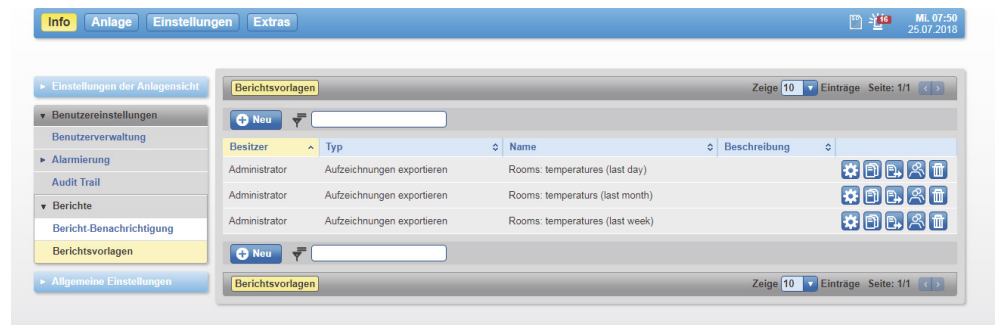 Info Anlage Einstellungen Extras 16 Mi. 07:50
25.07.2018
Einstellungen der Anlagensicht
Benutzereinstellungen
Benutzerverwaltung
Alarmierung
Audit Trail
Berichte
Bericht-Benachrichtigung
Berichtsvorlagen
Allgemeine Einstellungen
Berichtsvorlagen Zeige 10 Einträge Seite: 1/1
Neu
Besitzer Typ Name Beschreibung
Administrator Aufzeichnungen exportieren Rooms: temperatures (last day)
Administrator Aufzeichnungen exportieren Rooms: temperatures (last month)
Administrator Aufzeichnungen exportieren Rooms: temperatures (last week)
Neu
Berichtsvorlagen Zeige 10 Einträge Seite: 1/1